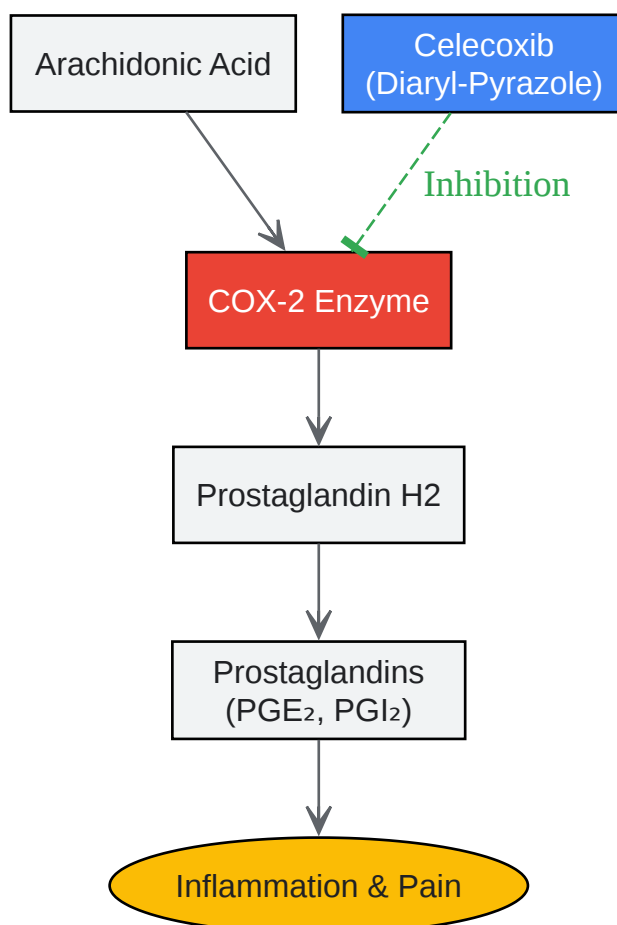 Arachidonic Acid
Celecoxib
(Diaryl-Pyrazole)
Inhibition
COX-2 Enzyme
Prostaglandin H2
Prostaglandins
(PGE₂, PGI₂)
Inflammation & Pain